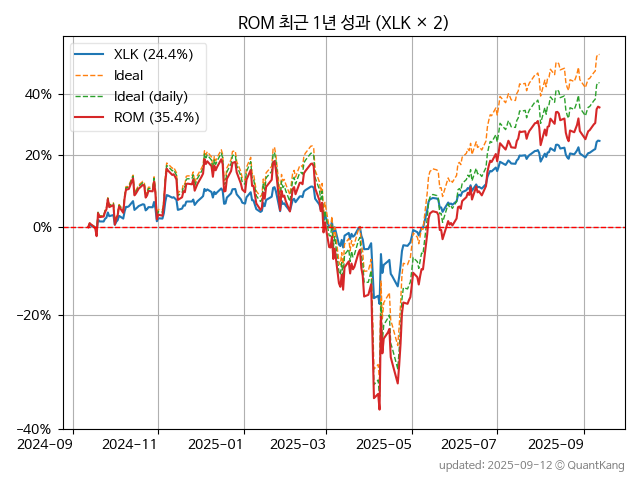 ROM 최근 1년 성과 (XLK × 2)
XLK (24.4%)
Ideal
Ideal (daily)
ROM (35.4%)
40%
20%
0%
−20%
−40%
2024-09
2024-11
2025-01
2025-03
2025-05
2025-07
2025-09
updated: 2025-09-12 © QuantKang